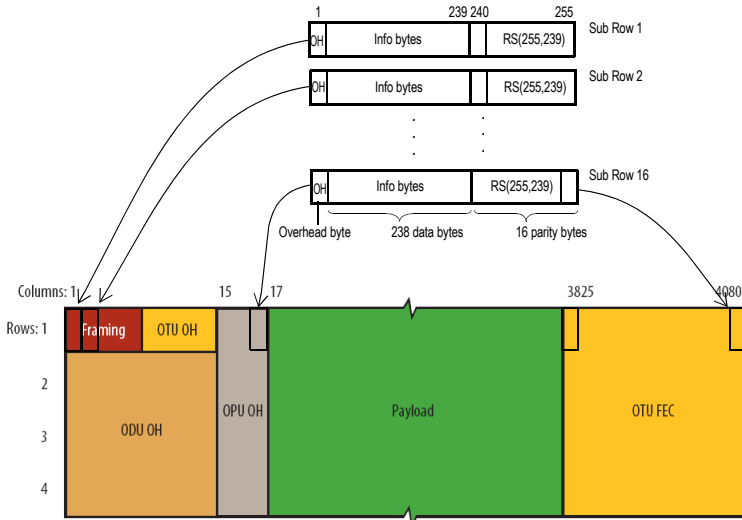 1 239 240 255
OH Info bytes RS(255,239) Sub Row 1
OH Info bytes RS(255,239) Sub Row 2
OH Info bytes RS(255,239) Sub Row 16
Overhead byte 238 data bytes 16 parity bytes
Columns: 1 15 17 3825 4080
Rows: 1 Framing OTU OH
2
OPU OH Payload OTU FEC
ODU OH
3
4